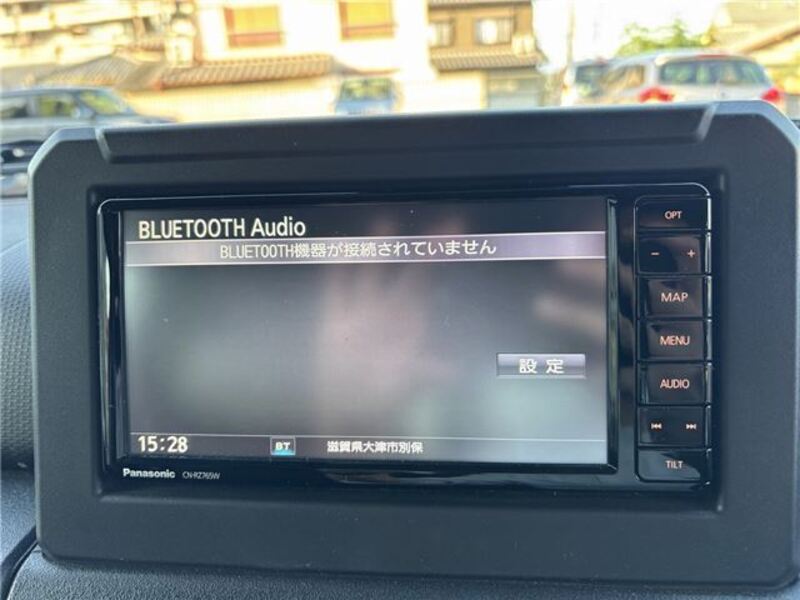 BLUETOOTH Audio
BLUETOOTH機器が接続されていません
設定
15:28
BT
滋賀県大津市別保
Panasonic
CN-RZ765W
OPT
− +
MAP
MENU
AUDIO
TILT